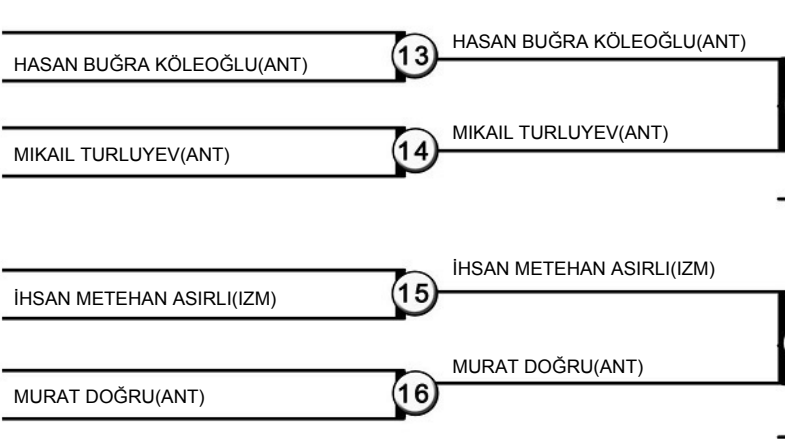 HASAN BUĞRA KÖLEOĞLU(ANT)
13
HASAN BUĞRA KÖLEOĞLU(ANT)
MIKAIL TURLUYEV(ANT)
14
MIKAIL TURLUYEV(ANT)
İHSAN METEHAN ASIRLI(IZM)
15
İHSAN METEHAN ASIRLI(IZM)
MURAT DOĞRU(ANT)
16
MURAT DOĞRU(ANT)